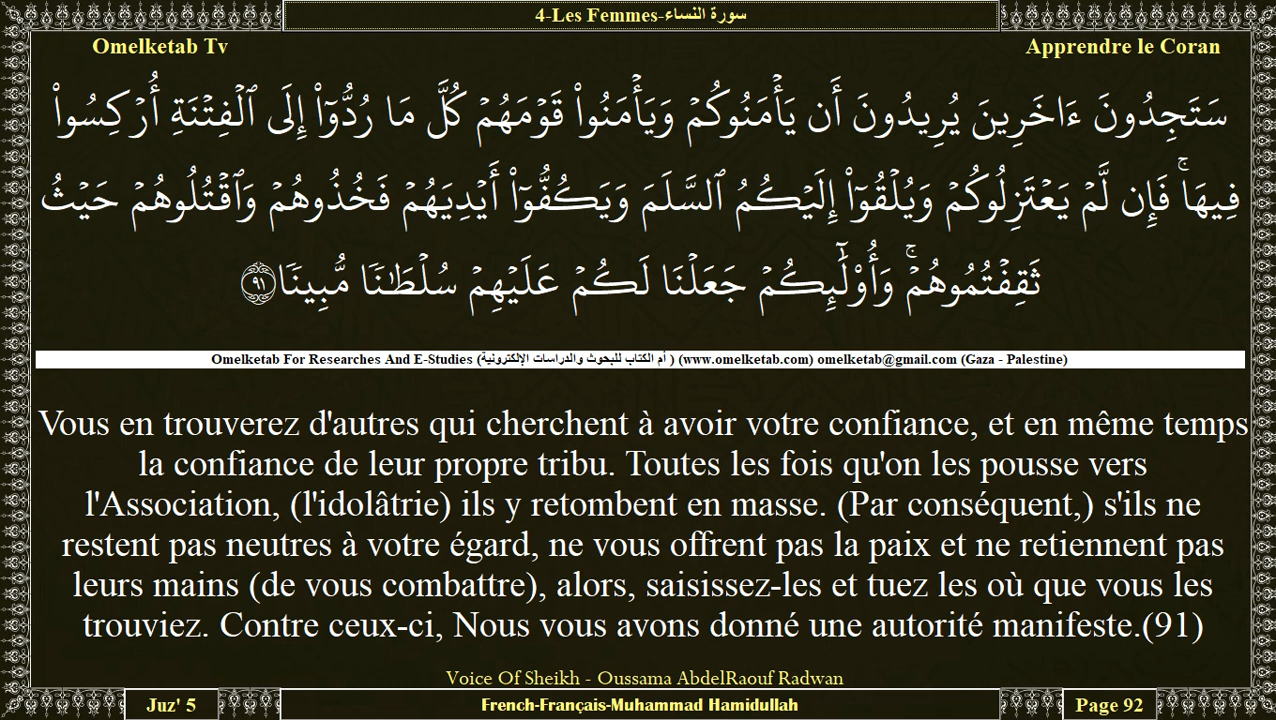 4-Les Femmes-سورة النساء
Omelketab Tv
Apprendre le Coran
سَتَجِدُونَ ءَاخَرِينَ يُرِيدُونَ أَن يَأۡمَنُوكُمۡ وَيَأۡمَنُواْ قَوۡمَهُمۡ كُلَّ مَا رُدُّوٓاْ إِلَى ٱلۡفِتۡنَةِ أُرۡكِسُواْ
فِيهَاۚ فَإِن لَّمۡ يَعۡتَزِلُوكُمۡ وَيُلۡقُوٓاْ إِلَيۡكُمُ ٱلسَّلَمَ وَيَكُفُّوٓاْ أَيۡدِيَهُمۡ فَخُذُوهُمۡ وَٱقۡتُلُوهُمۡ حَيۡثُ
ثَقِفۡتُمُوهُمۡۚ وَأُوْلَٰٓئِكُمۡ جَعَلۡنَا لَكُمۡ عَلَيۡهِمۡ سُلۡطَٰنٗا مُّبِينٗا ٩١
Omelketab For Researches And E-Studies (أم الكتاب للبحوث والدراسات الإلكترونية ) (www.omelketab.com) omelketab@gmail.com (Gaza - Palestine)
Vous en trouverez d'autres qui cherchent à avoir votre confiance, et en même temps
la confiance de leur propre tribu. Toutes les fois qu'on les pousse vers
l'Association, (l'idolâtrie) ils y retombent en masse. (Par conséquent,) s'ils ne
restent pas neutres à votre égard, ne vous offrent pas la paix et ne retiennent pas
leurs mains (de vous combattre), alors, saisissez-les et tuez les où que vous les
trouviez. Contre ceux-ci, Nous vous avons donné une autorité manifeste.(91)
Voice Of Sheikh - Oussama AbdelRaouf Radwan
Juz' 5
French-Français-Muhammad Hamidullah
Page 92